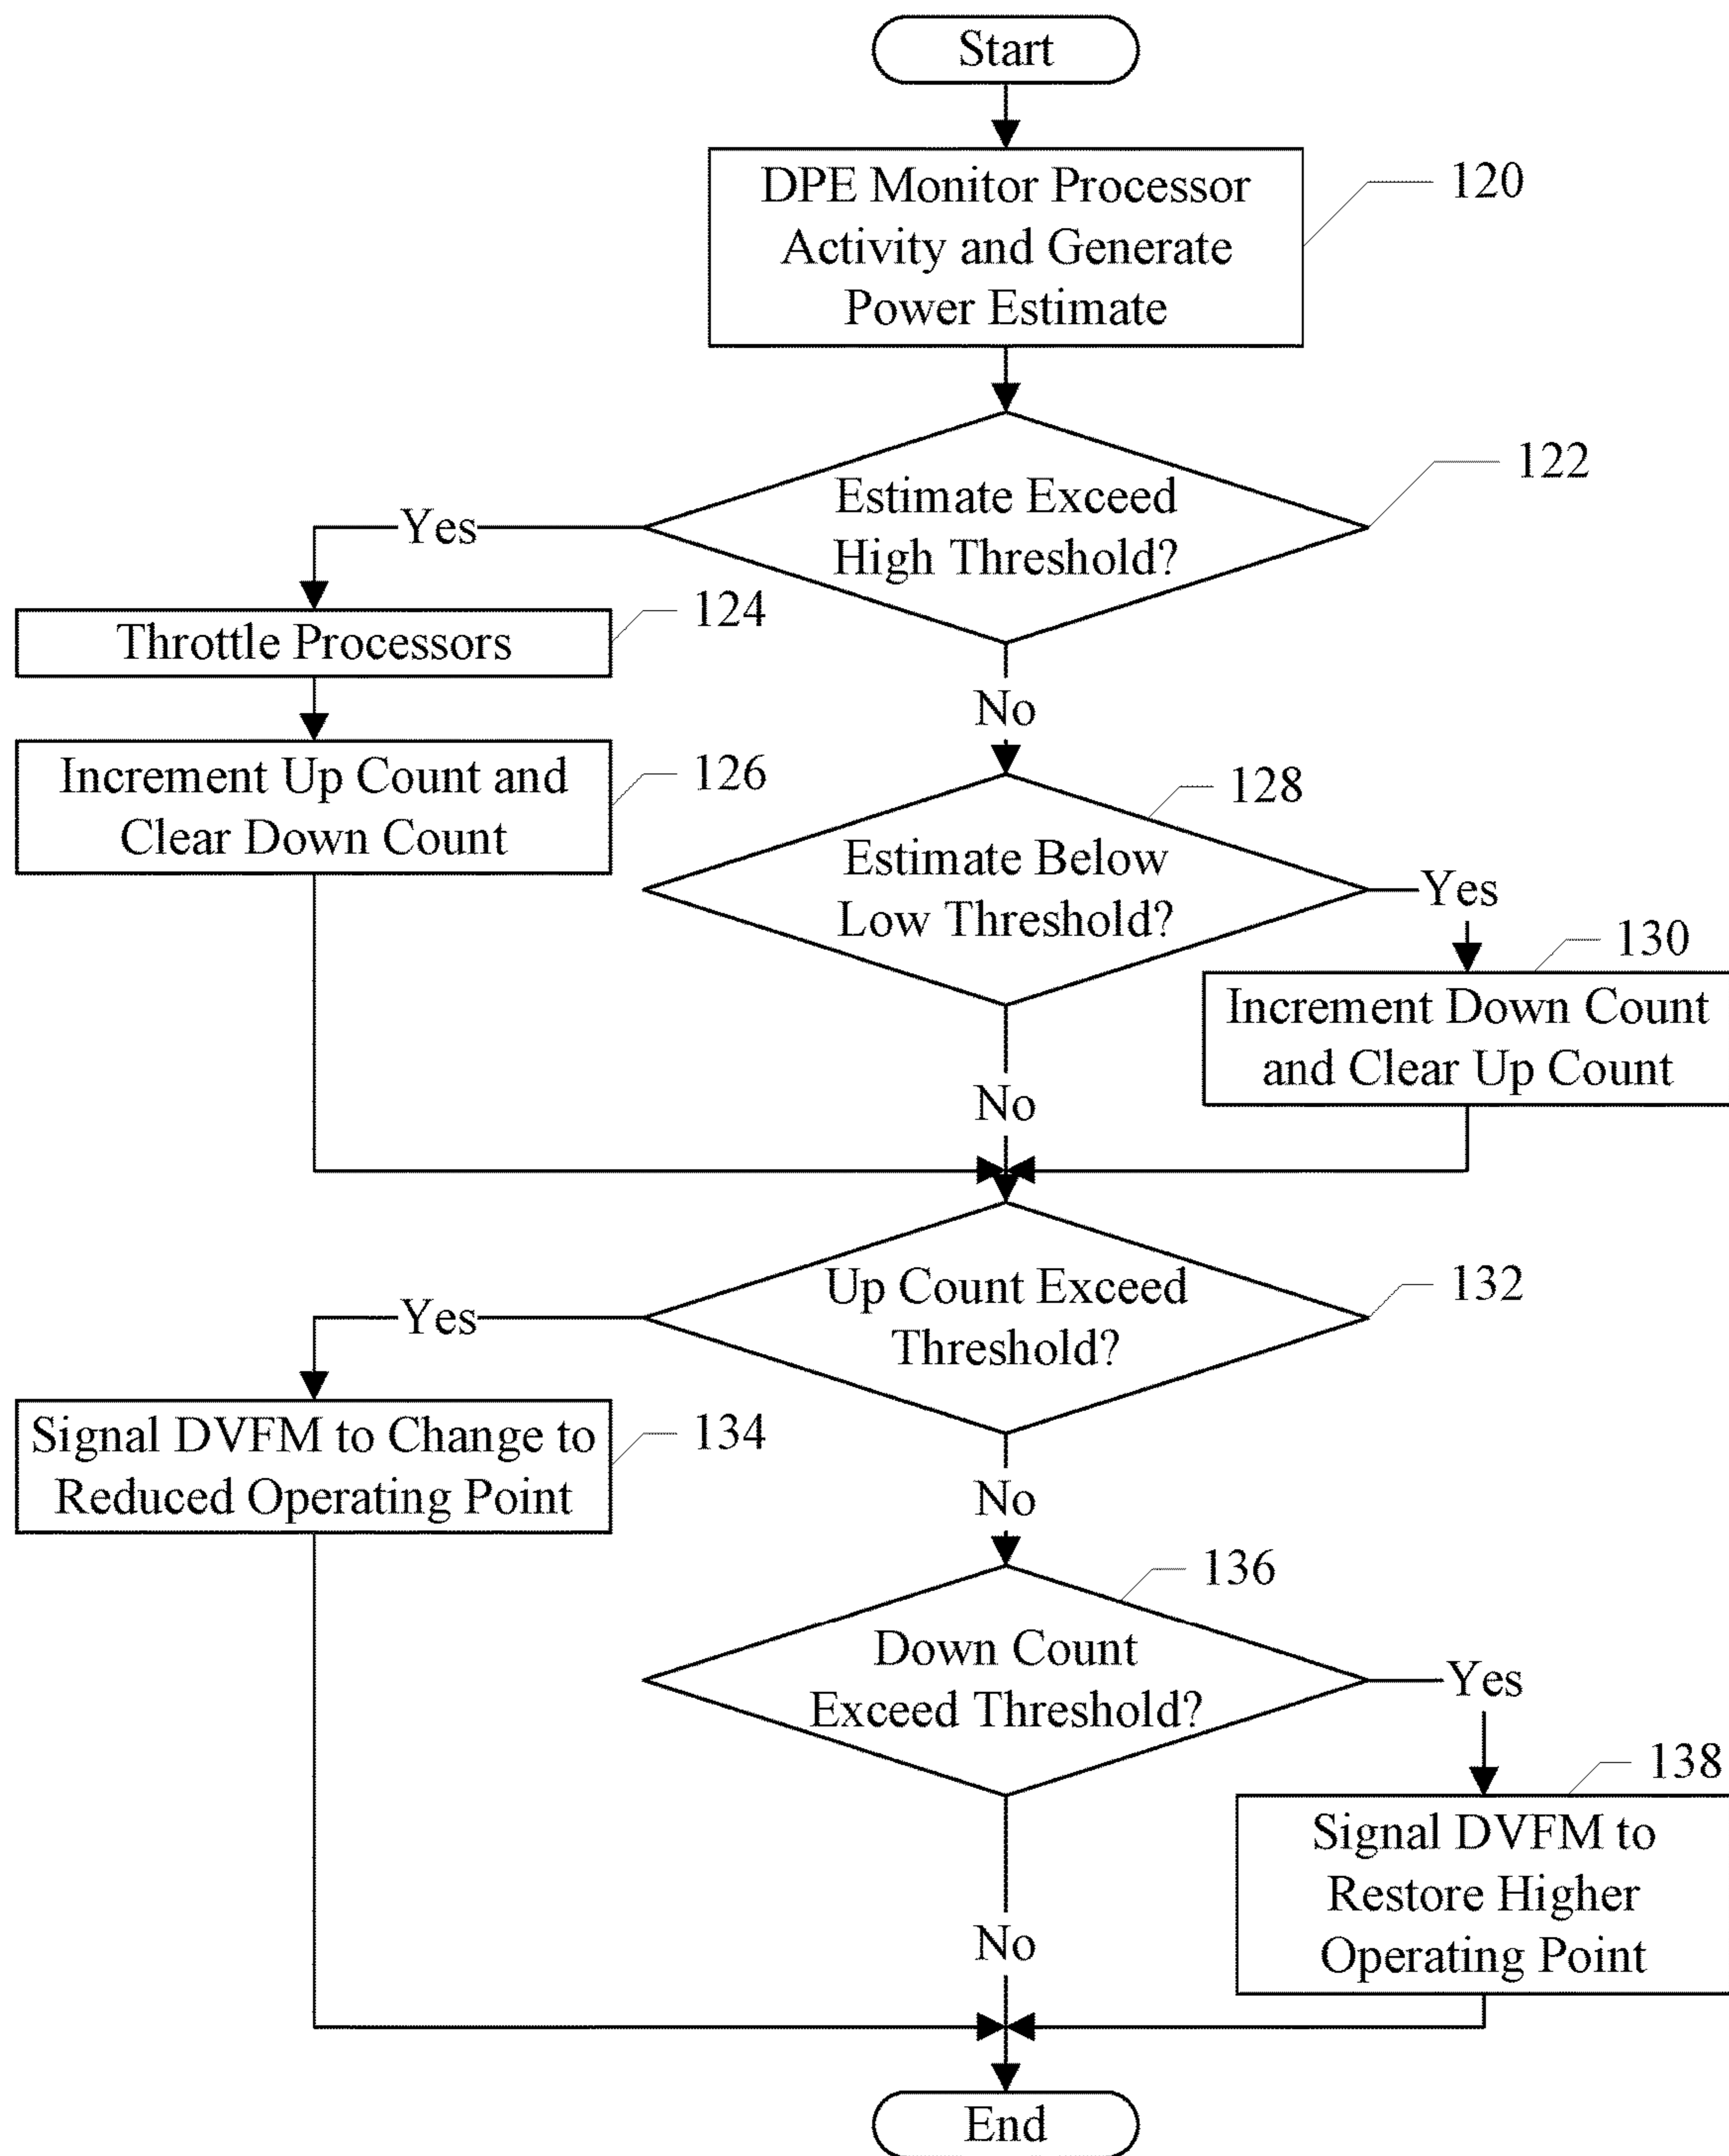 Start
DPE Monitor Processor
Activity and Generate
Power Estimate
120
Estimate Exceed
High Threshold?
122
Yes
Throttle Processors
124
No
Increment Up Count and
Clear Down Count
126
Estimate Below
Low Threshold?
128
Yes
130
Increment Down Count
and Clear Up Count
No
Up Count Exceed
Threshold?
132
Yes
Signal DVFM to Change to
Reduced Operating Point
134
No
Down Count
Exceed Threshold?
136
Yes
138
Signal DVFM to
Restore Higher
Operating Point
No
End